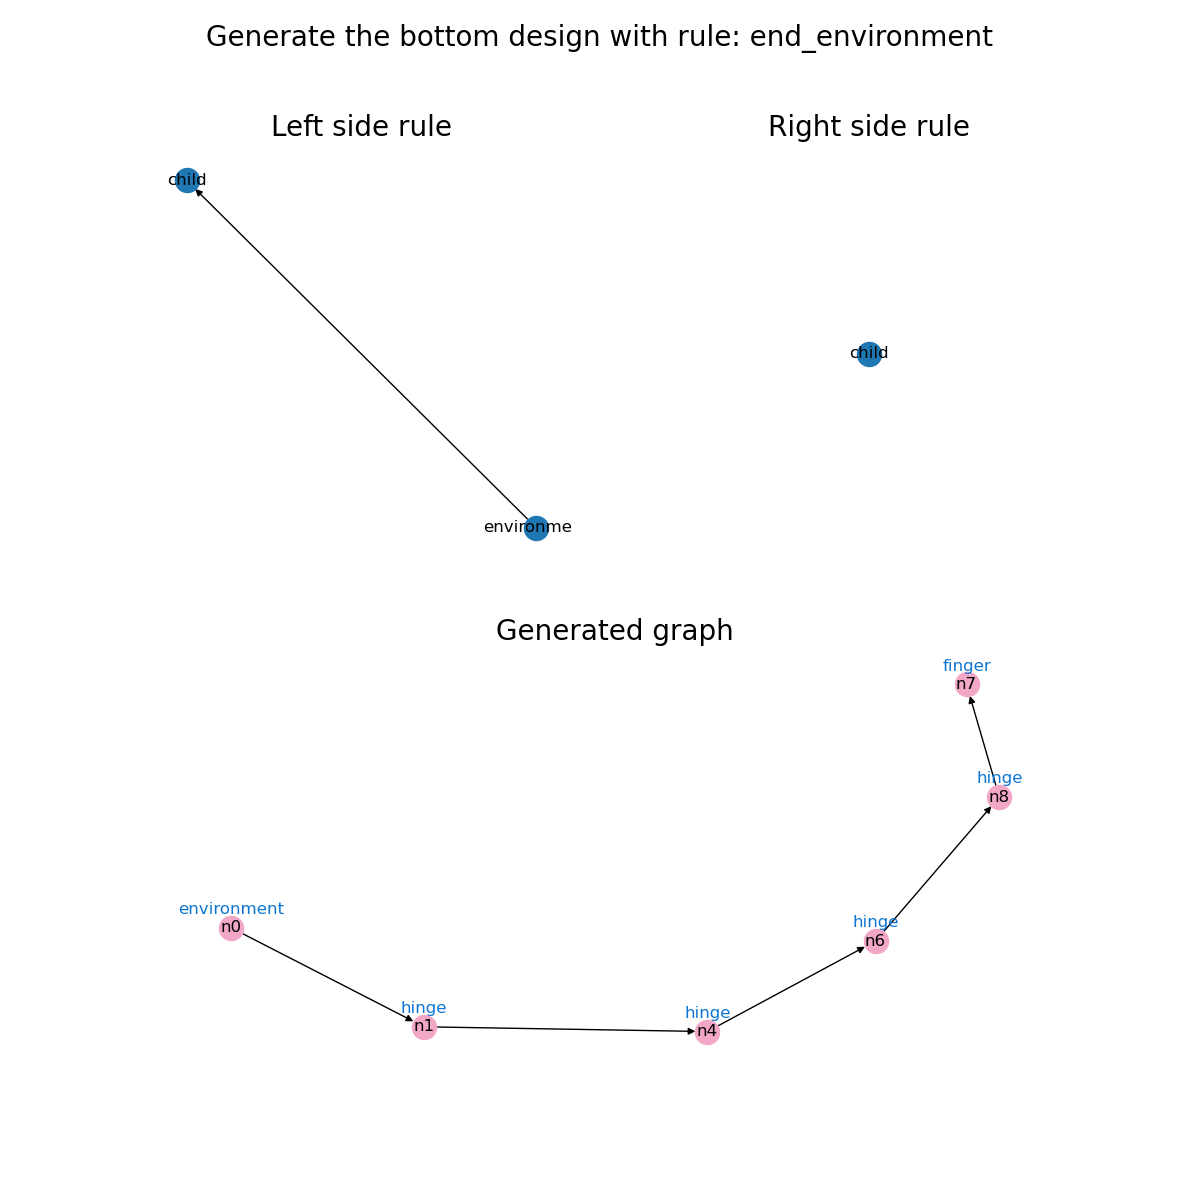 Generate the bottom design with rule: end_environment
Left side rule
Right side rule
child
child
environme
Generated graph
finger
n7
hinge
n8
environment
n0
hinge
n6
hinge
n1
hinge
n4